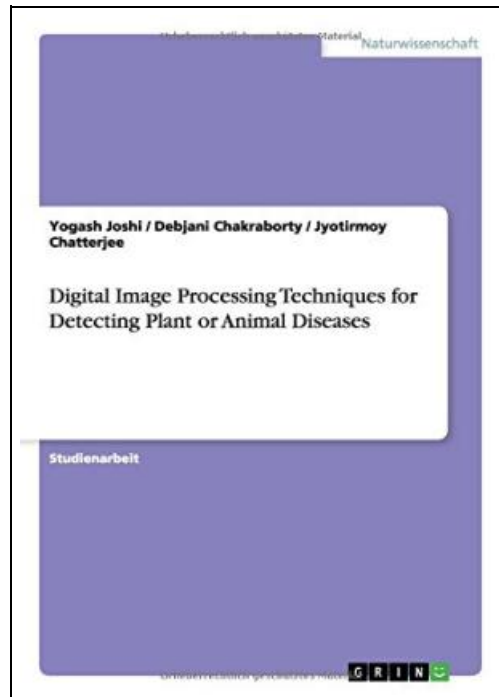 Naturwissenschaft
Yogash Joshi / Debjani Chakraborty / Jyotirmoy
Chatterjee
Digital Image Processing Techniques for
Detecting Plant or Animal Diseases
Studienarbeit
GRIN